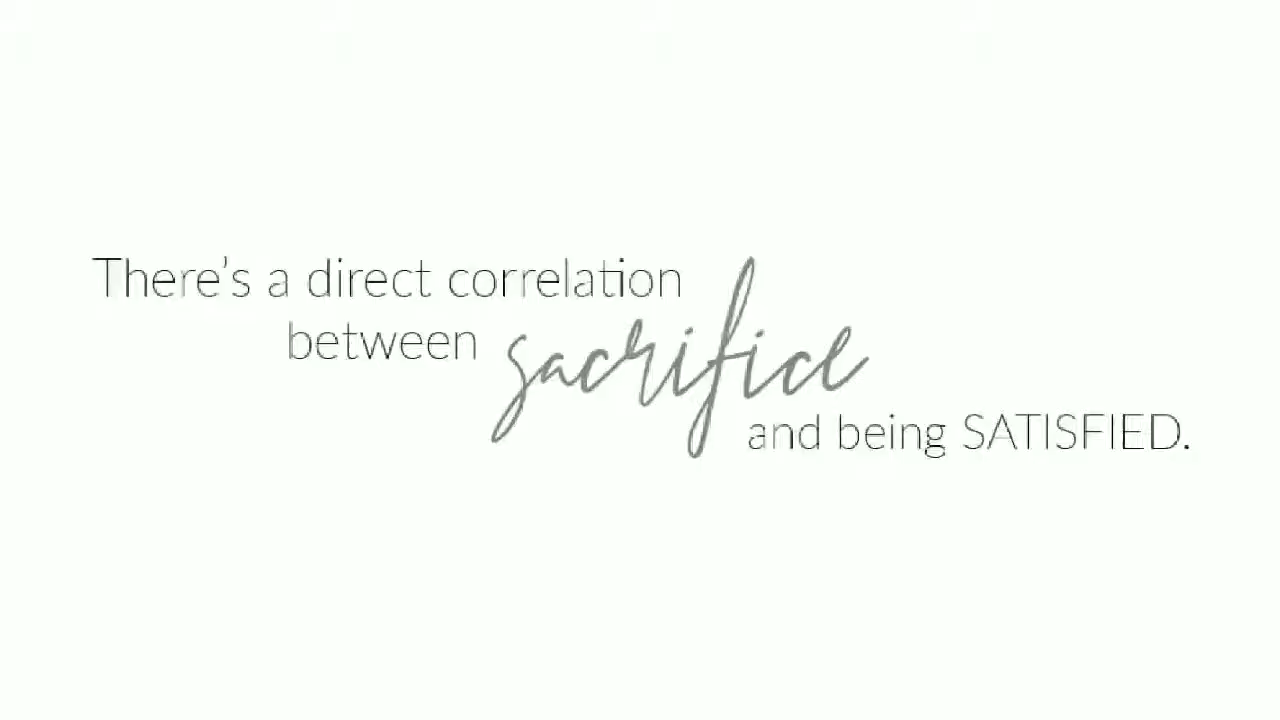 There's a direct correlation
between sacrifice
and being SATISFIED.